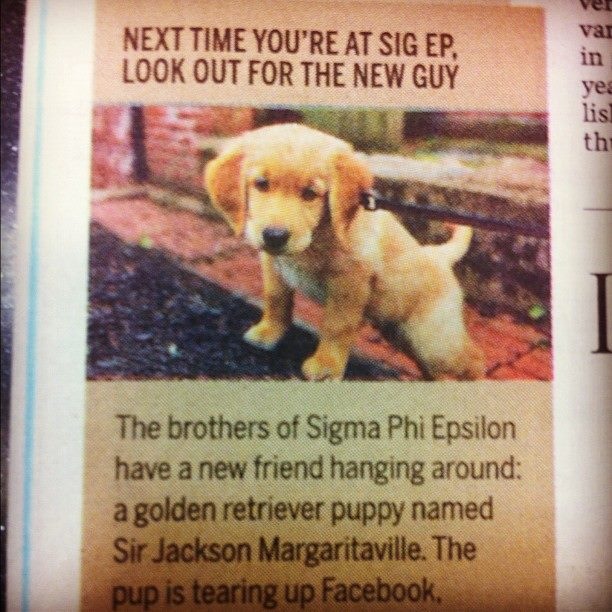 NEXT TIME YOU'RE AT SIG EP,
LOOK OUT FOR THE NEW GUY
The brothers of Sigma Phi Epsilon
have a new friend hanging around:
a golden retriever puppy named
Sir Jackson Margaritaville. The
pup is tearing up Facebook,
in